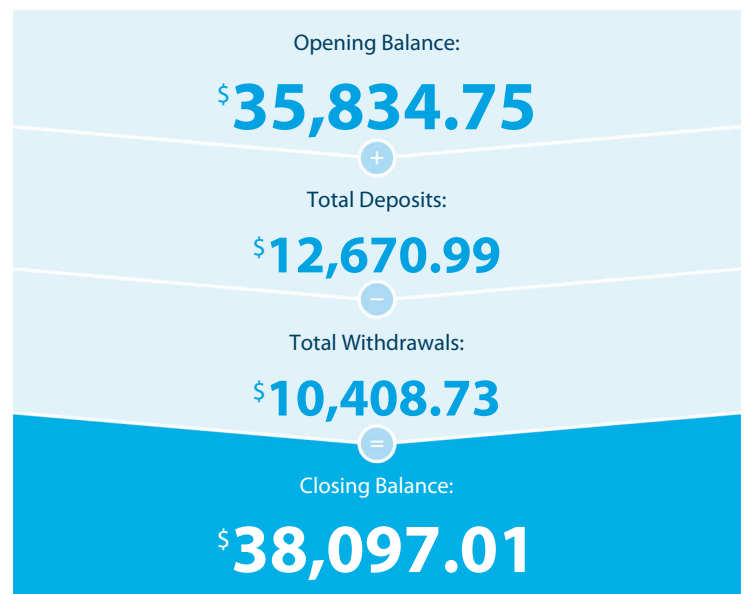 Opening Balance:
$35,834.75
+
Total Deposits:
$12,670.99
−
Total Withdrawals:
$10,408.73
=
Closing Balance:
$38,097.01